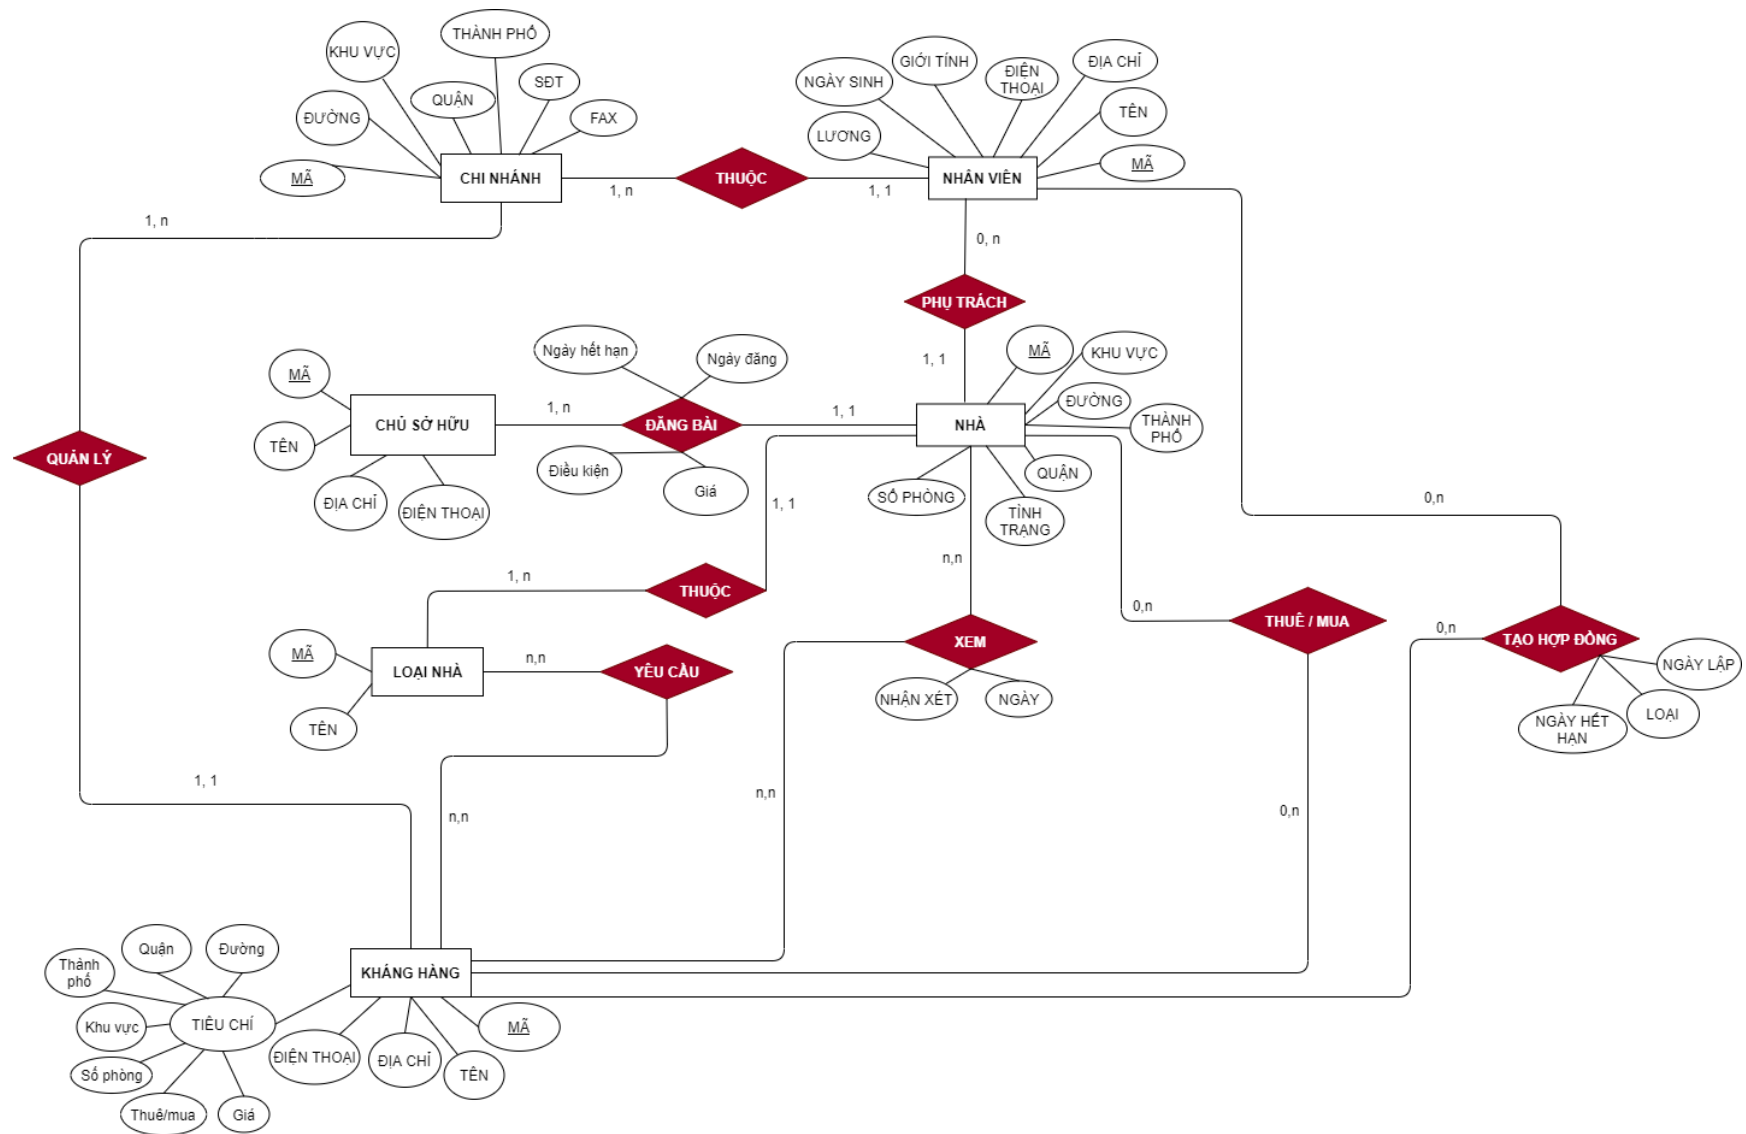 THÀNH PHỐ
KHU VỰC
SĐT
QUẬN
ĐƯỜNG
FAX
MÃ
CHI NHÁNH
1, n
THUỘC
1, 1
GIỚI TÍNH
ĐỊA CHỈ
NGÀY SINH
ĐIỆN
THOẠI
TÊN
LƯƠNG
MÃ
NHÂN VIÊN
1, n
0, n
PHỤ TRÁCH
1, 1
Ngày hết hạn
Ngày đăng
MÃ
KHU VỰC
MÃ
ĐƯỜNG
THÀNH
PHỐ
CHỦ SỞ HỮU
1, n
ĐĂNG BÀI
1, 1
NHÀ
TÊN
QUẢN LÝ
Điều kiện
Giá
QUẬN
SỐ PHÒNG
TÌNH
TRẠNG
ĐỊA CHỈ
ĐIỆN THOẠI
1, 1
0,n
n,n
1, n
THUỘC
0,n
THUÊ / MUA
0,n
TẠO HỢP ĐỒNG
MÃ
LOẠI NHÀ
n,n
YÊU CẦU
XEM
NHẬN XÉT
NGÀY
NGÀY LẬP
LOẠI
NGÀY HẾT
HẠN
TÊN
1, 1
n,n
n,n
0,n
Quận
Đường
Thành
phố
KHÁNG HÀNG
Khu vực
TIÊU CHÍ
MÃ
ĐIỆN THOẠI
ĐỊA CHỈ
TÊN
Số phòng
Thuê/mua
Giá